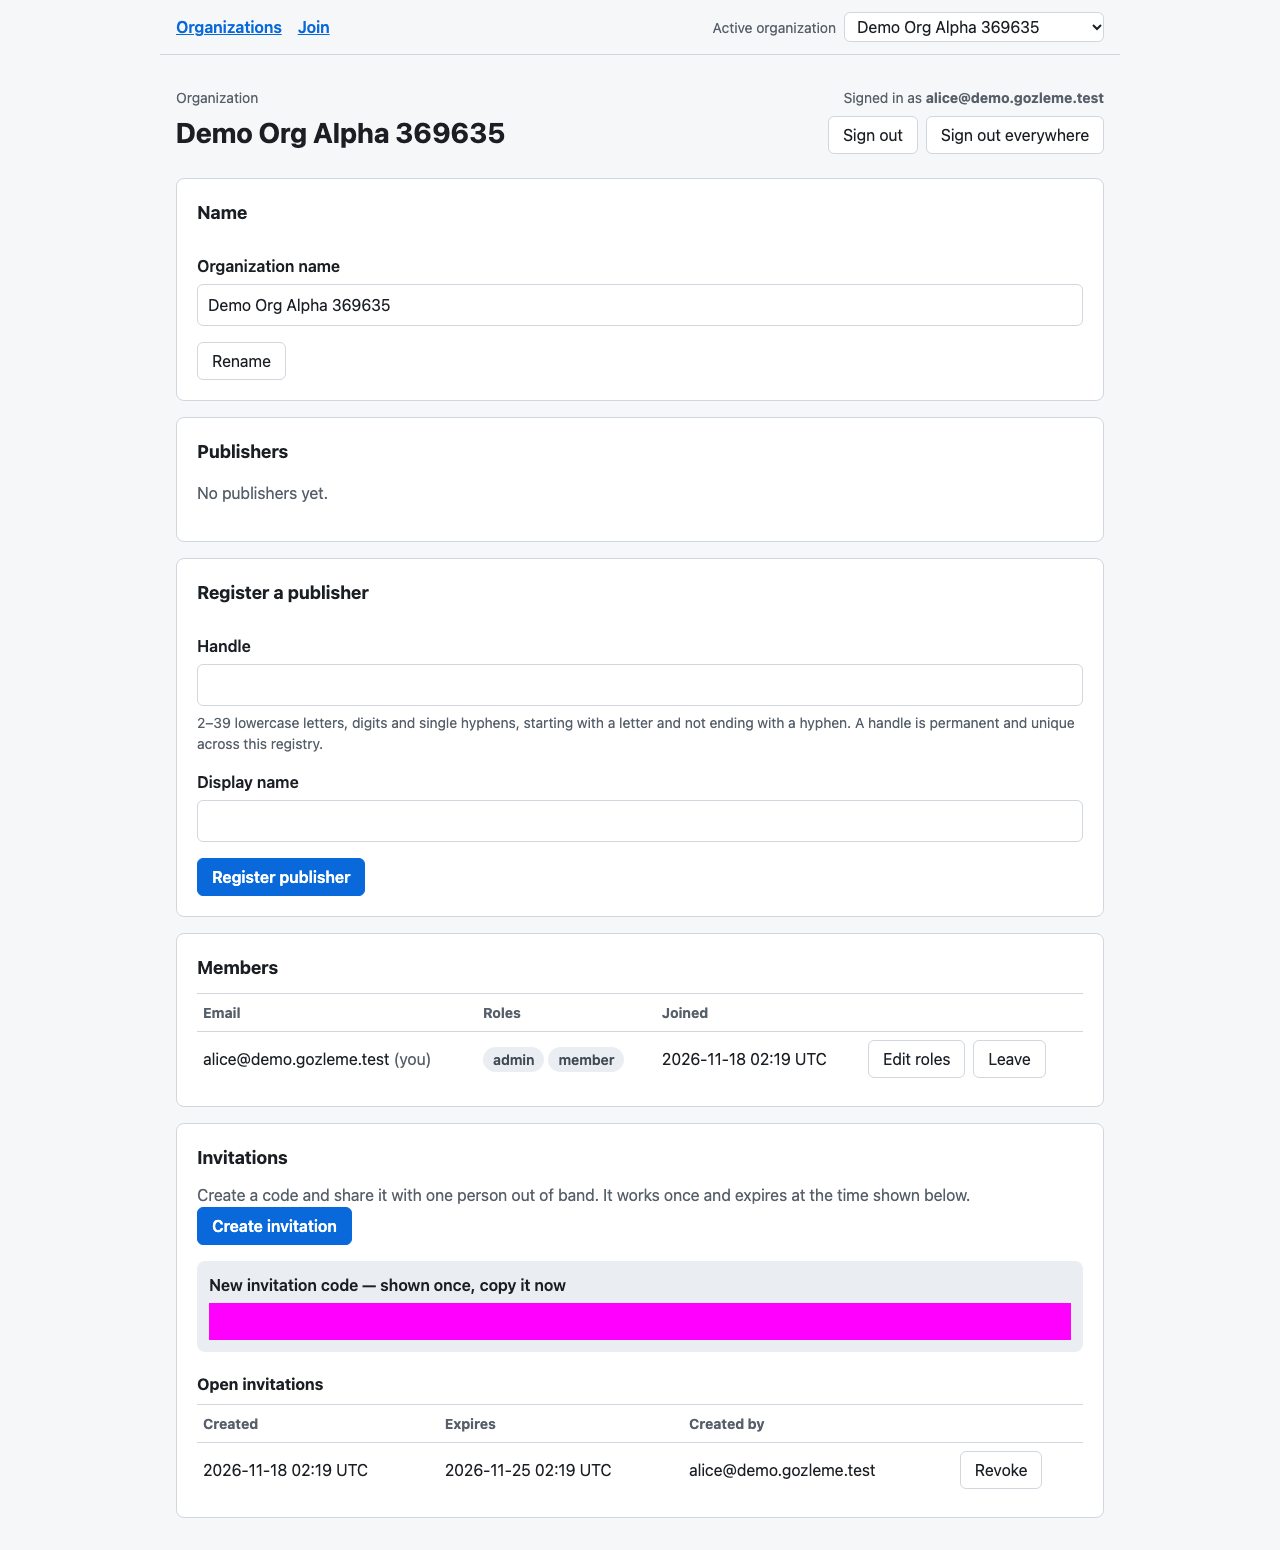 Organizations Join Active organization Demo Org Alpha 369635
Organization Signed in as alice@demo.gozleme.test
Demo Org Alpha 369635 Sign out Sign out everywhere
Name
Organization name
Demo Org Alpha 369635
Rename
Publishers
No publishers yet.
Register a publisher
Handle
2–39 lowercase letters, digits and single hyphens, starting with a letter and not ending with a hyphen. A handle is permanent and unique
across this registry.
Display name
Register publisher
Members
Email Roles Joined
alice@demo.gozleme.test (you) admin member 2026-11-18 02:19 UTC Edit roles Leave
Invitations
Create a code and share it with one person out of band. It works once and expires at the time shown below.
Create invitation
New invitation code — shown once, copy it now
Open invitations
Created Expires Created by
2026-11-18 02:19 UTC 2026-11-25 02:19 UTC alice@demo.gozleme.test Revoke